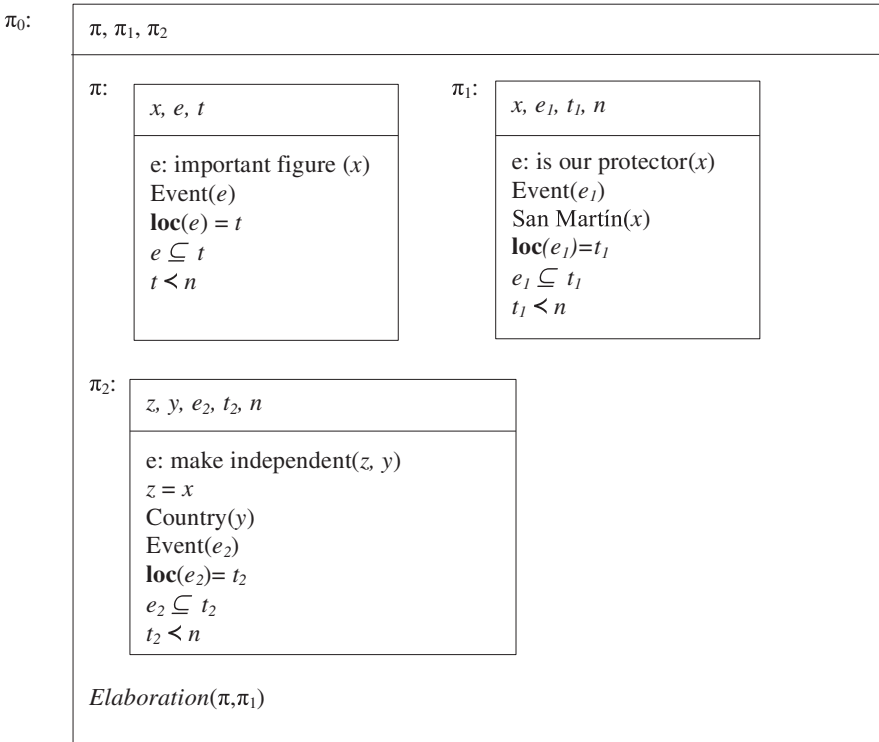 π₀:
π, π₁, π₂
π:
x, e, t
e: important figure (x)
Event(e)
loc(e) = t
e ⊆ t
t ≺ n
π₁:
x, e₁, t₁, n
e: is our protector(x)
Event(e₁)
San Martín(x)
loc(e₁)=t₁
e₁ ⊆ t₁
t₁ ≺ n
π₂:
z, y, e₂, t₂, n
e: make independent(z, y)
z = x
Country(y)
Event(e₂)
loc(e₂)= t₂
e₂ ⊆ t₂
t₂ ≺ n
Elaboration(π,π₁)